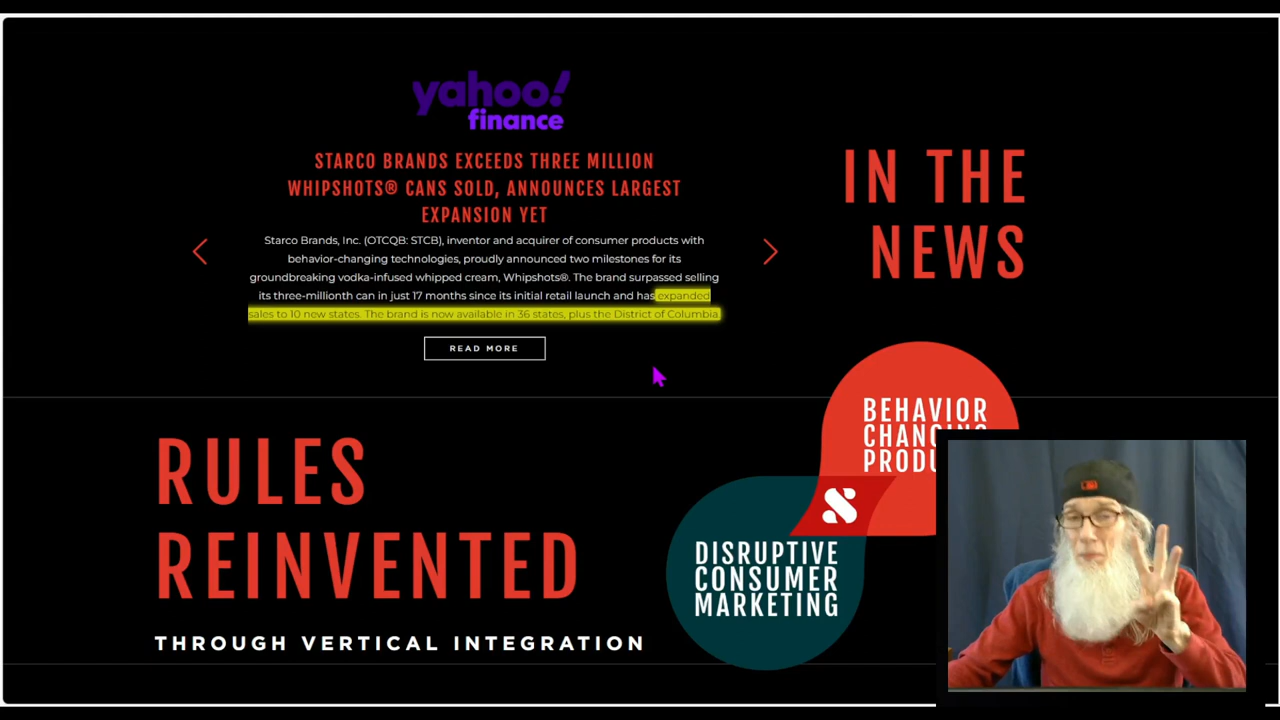 yahoo!
finance
STARCO BRANDS EXCEEDS THREE MILLION
WHIPSHOTS® CANS SOLD, ANNOUNCES LARGEST
EXPANSION YET
Starco Brands, Inc. (OTCQB: STCB), inventor and acquirer of consumer products with
behavior-changing technologies, proudly announced two milestones for its
groundbreaking vodka-infused whipped cream, Whipshots®. The brand surpassed selling
its three-millionth can in just 17 months since its initial retail launch and has expanded
sales to 10 new states. The brand is now available in 36 states, plus the District of Columbia.
READ MORE
IN THE
NEWS
RULES
REINVENTED
THROUGH VERTICAL INTEGRATION
BEHAVIOR
DISRUPTIVE
CONSUMER
MARKETING